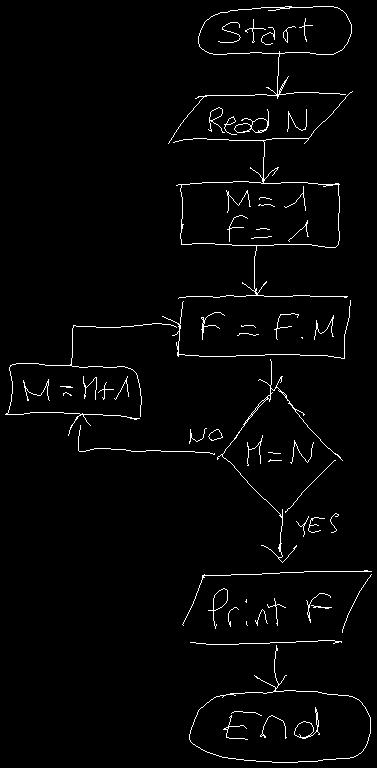 Start
Read N
M = 1
F = 1
F = F.M
M = M+1
NO
M = N
YES
Print F
End